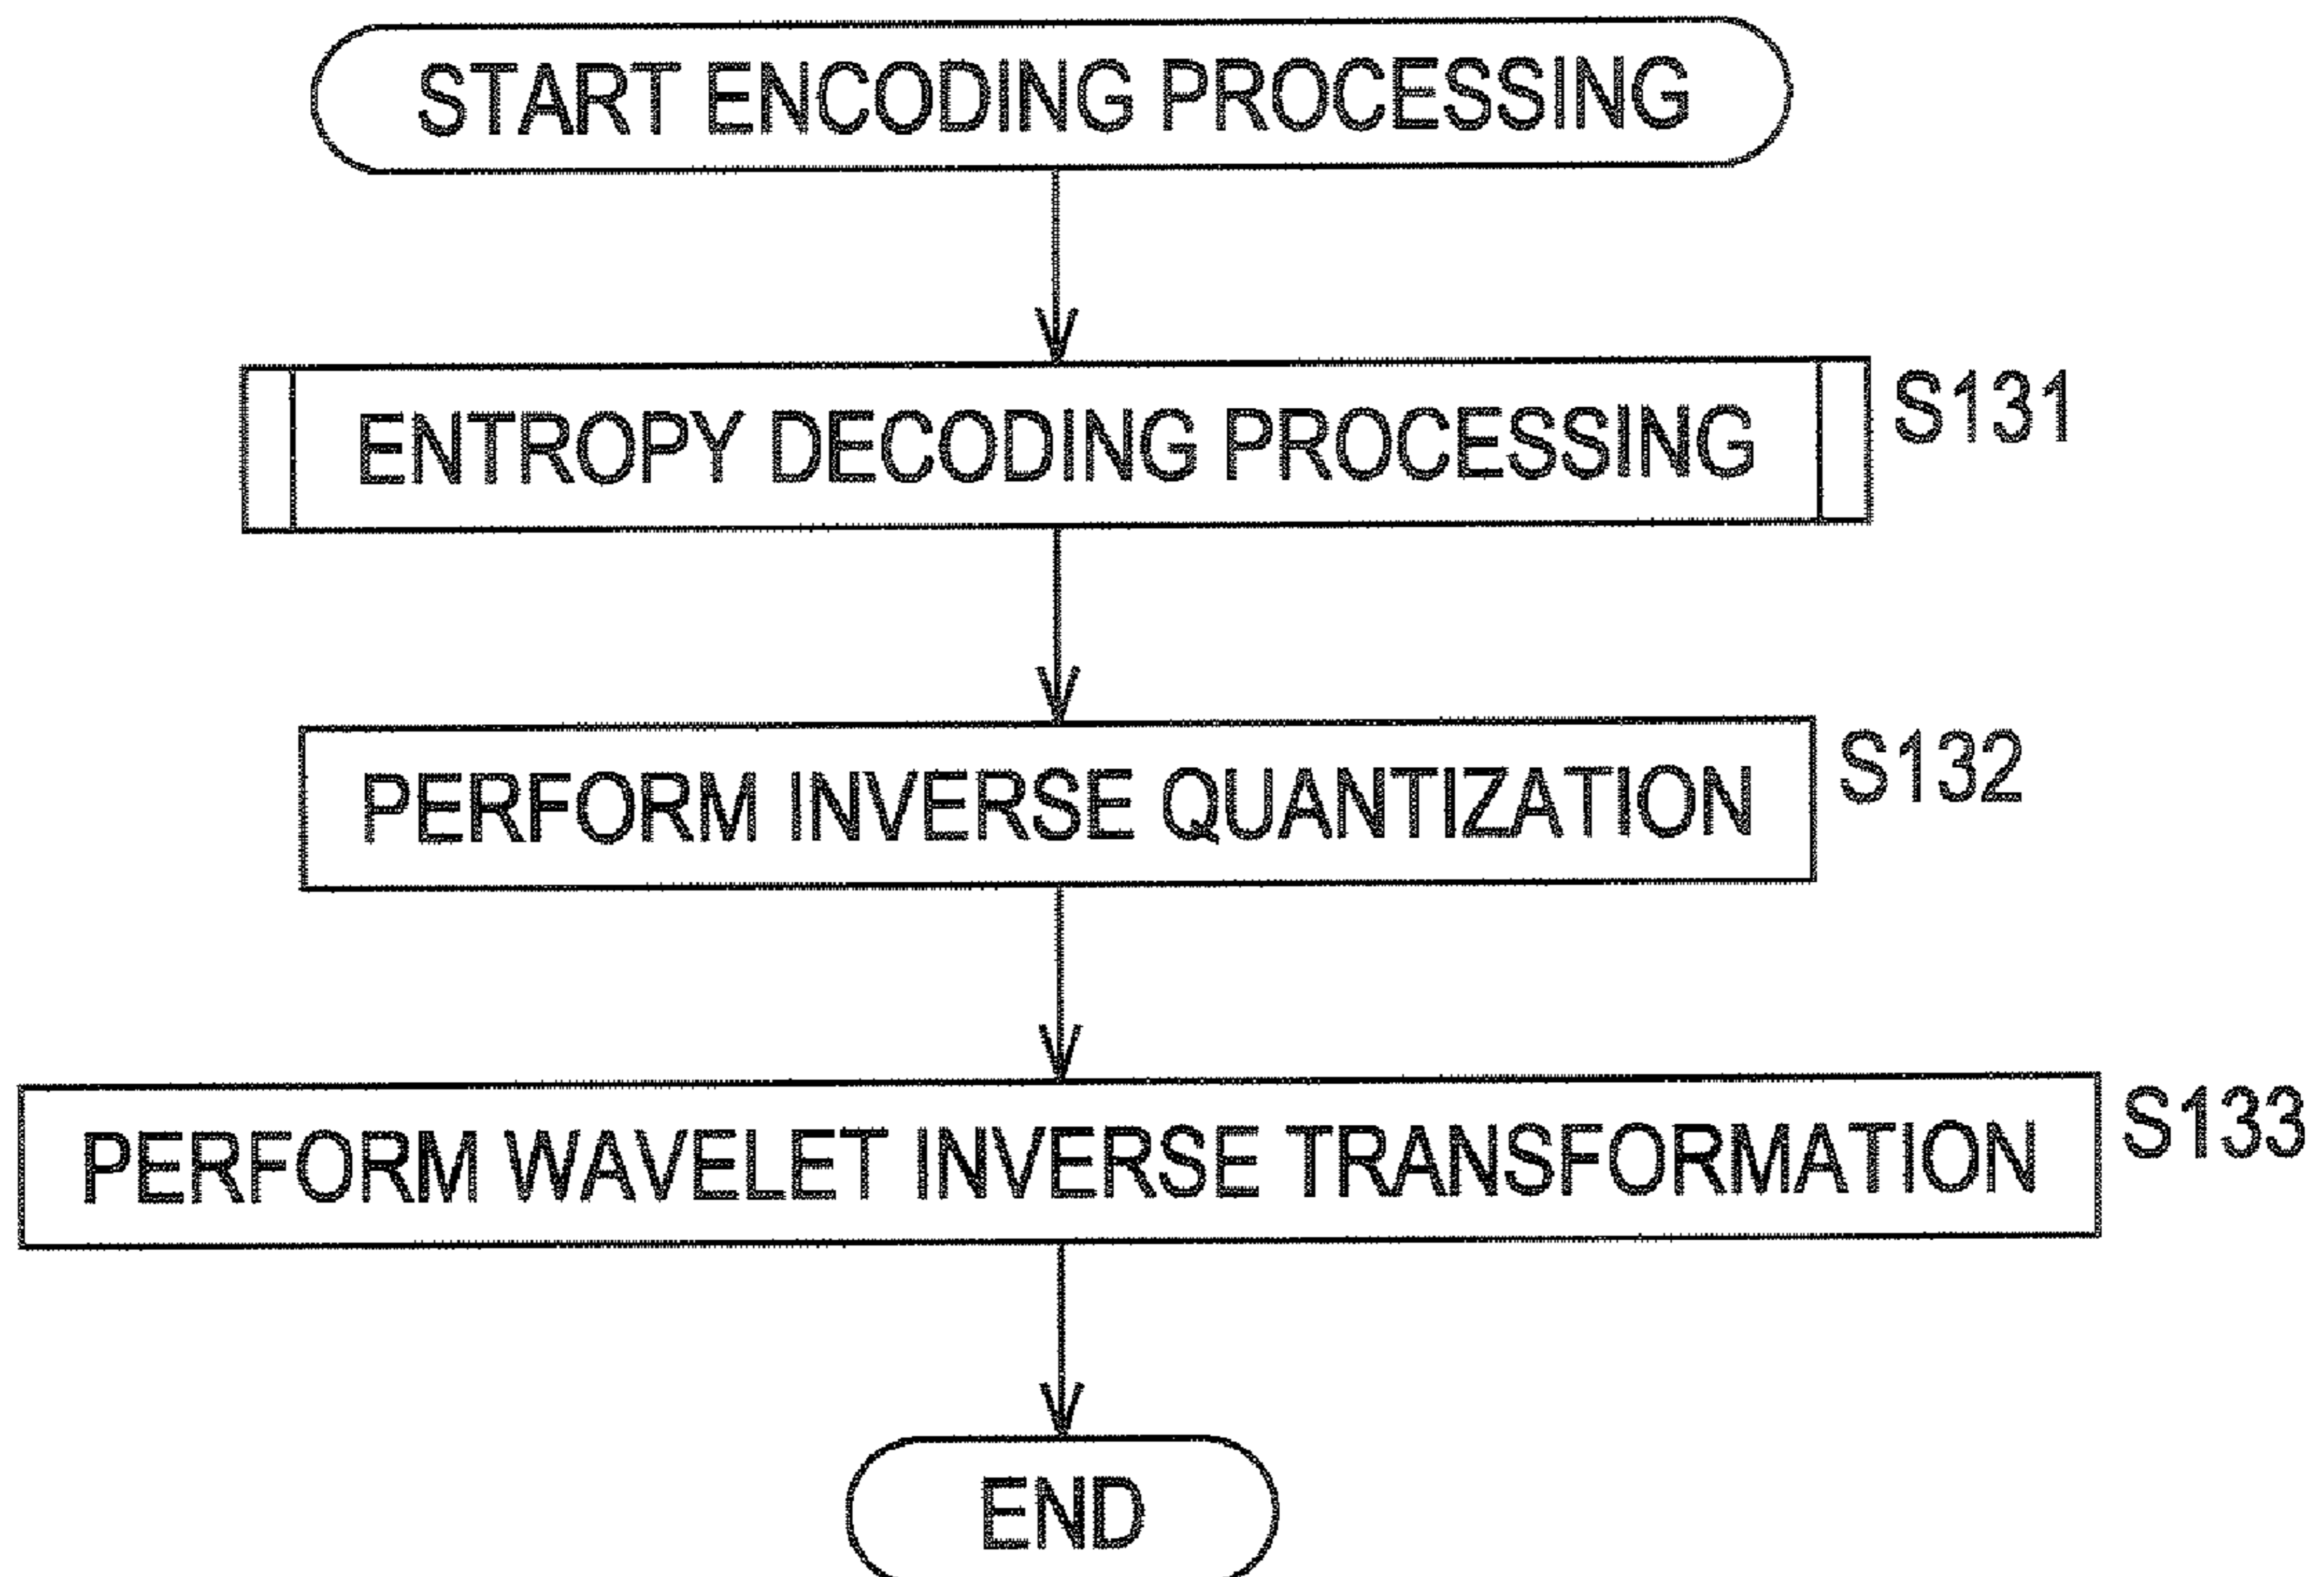 START ENCODING PROCESSING
ENTROPY DECODING PROCESSING S131
PERFORM INVERSE QUANTIZATION S132
PERFORM WAVELET INVERSE TRANSFORMATION S133
END